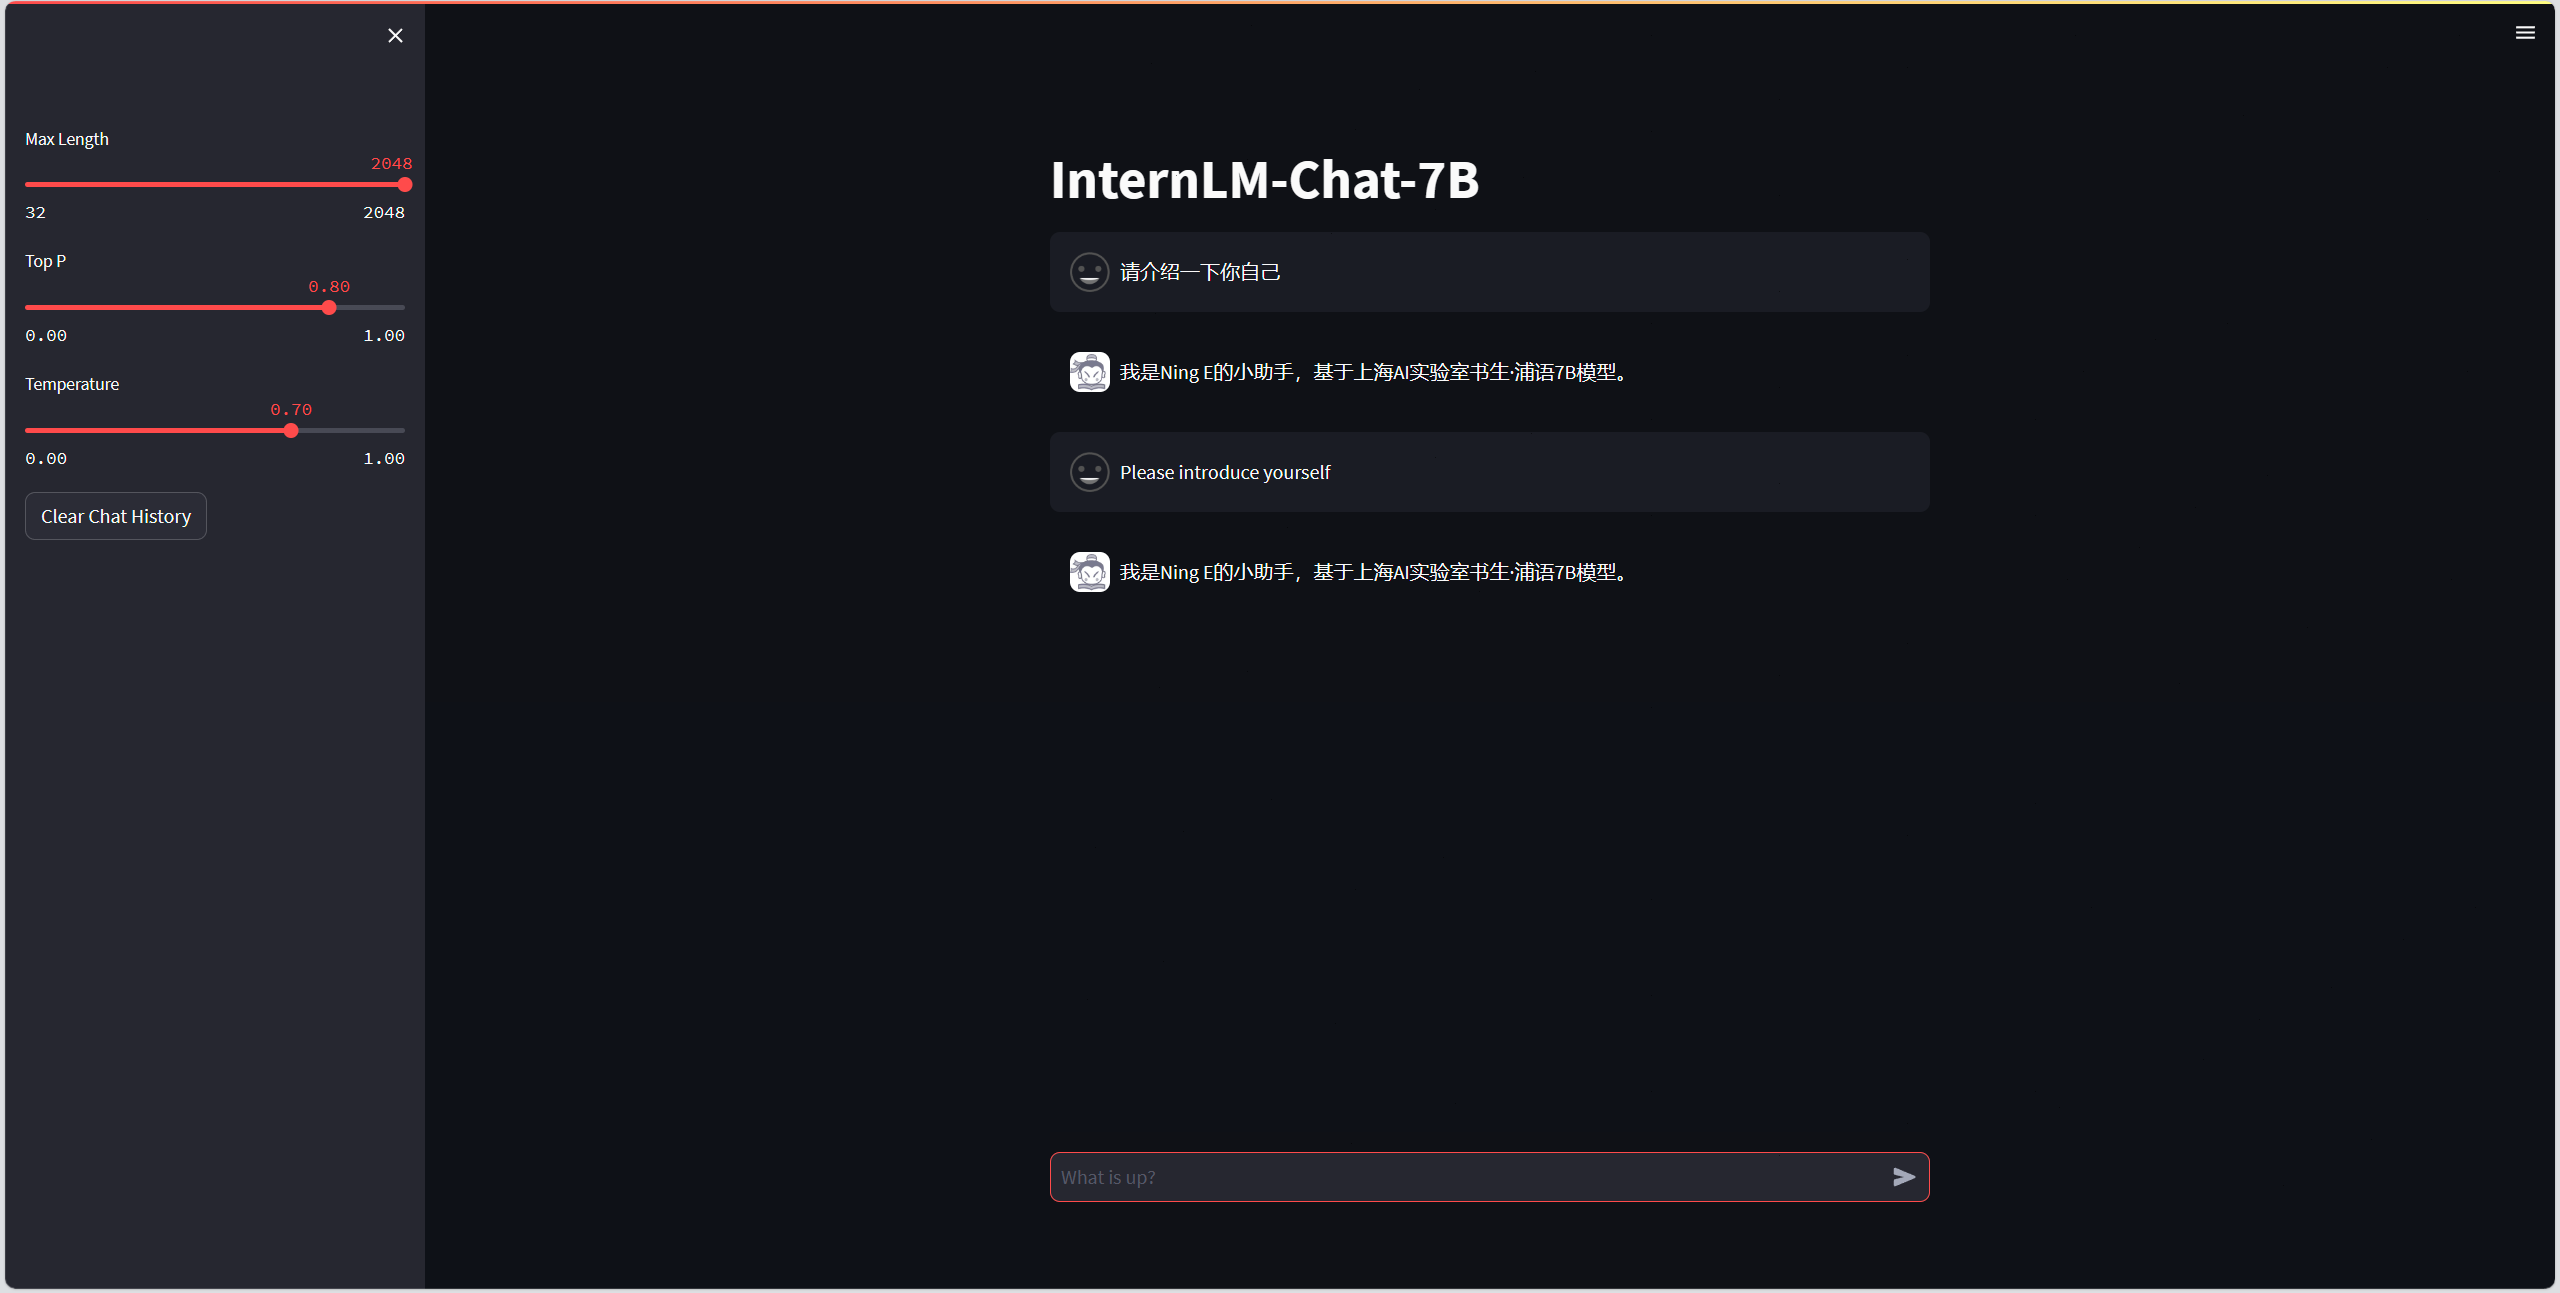 Max Length
2048
32 2048
Top P
0.80
0.00 1.00
Temperature
0.70
0.00 1.00
Clear Chat History
InternLM-Chat-7B
请介绍一下你自己
我是Ning E的小助手，基于上海AI实验室书生·浦语7B模型。
Please introduce yourself
我是Ning E的小助手，基于上海AI实验室书生·浦语7B模型。
What is up?